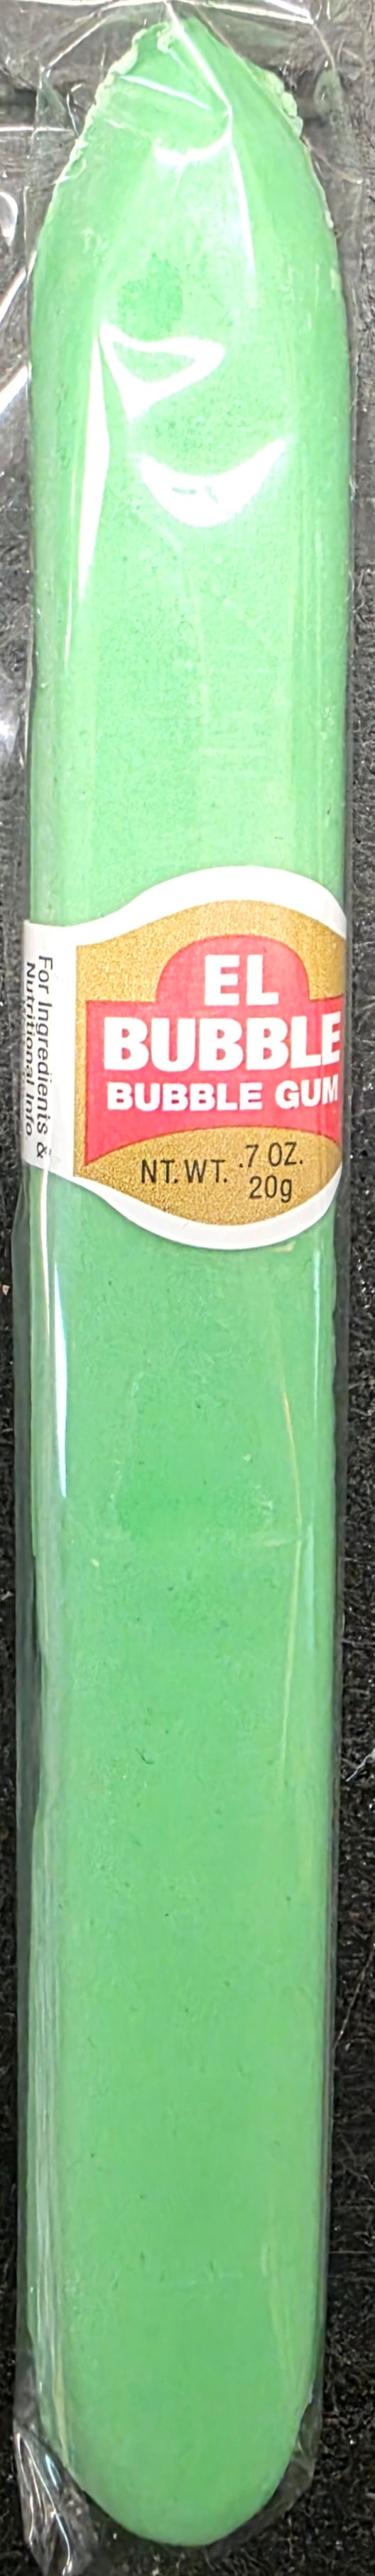 EL
BUBBLE
BUBBLE GUM
NT. WT. .7 OZ.
20g
For Ingredients &
Nutritional Info